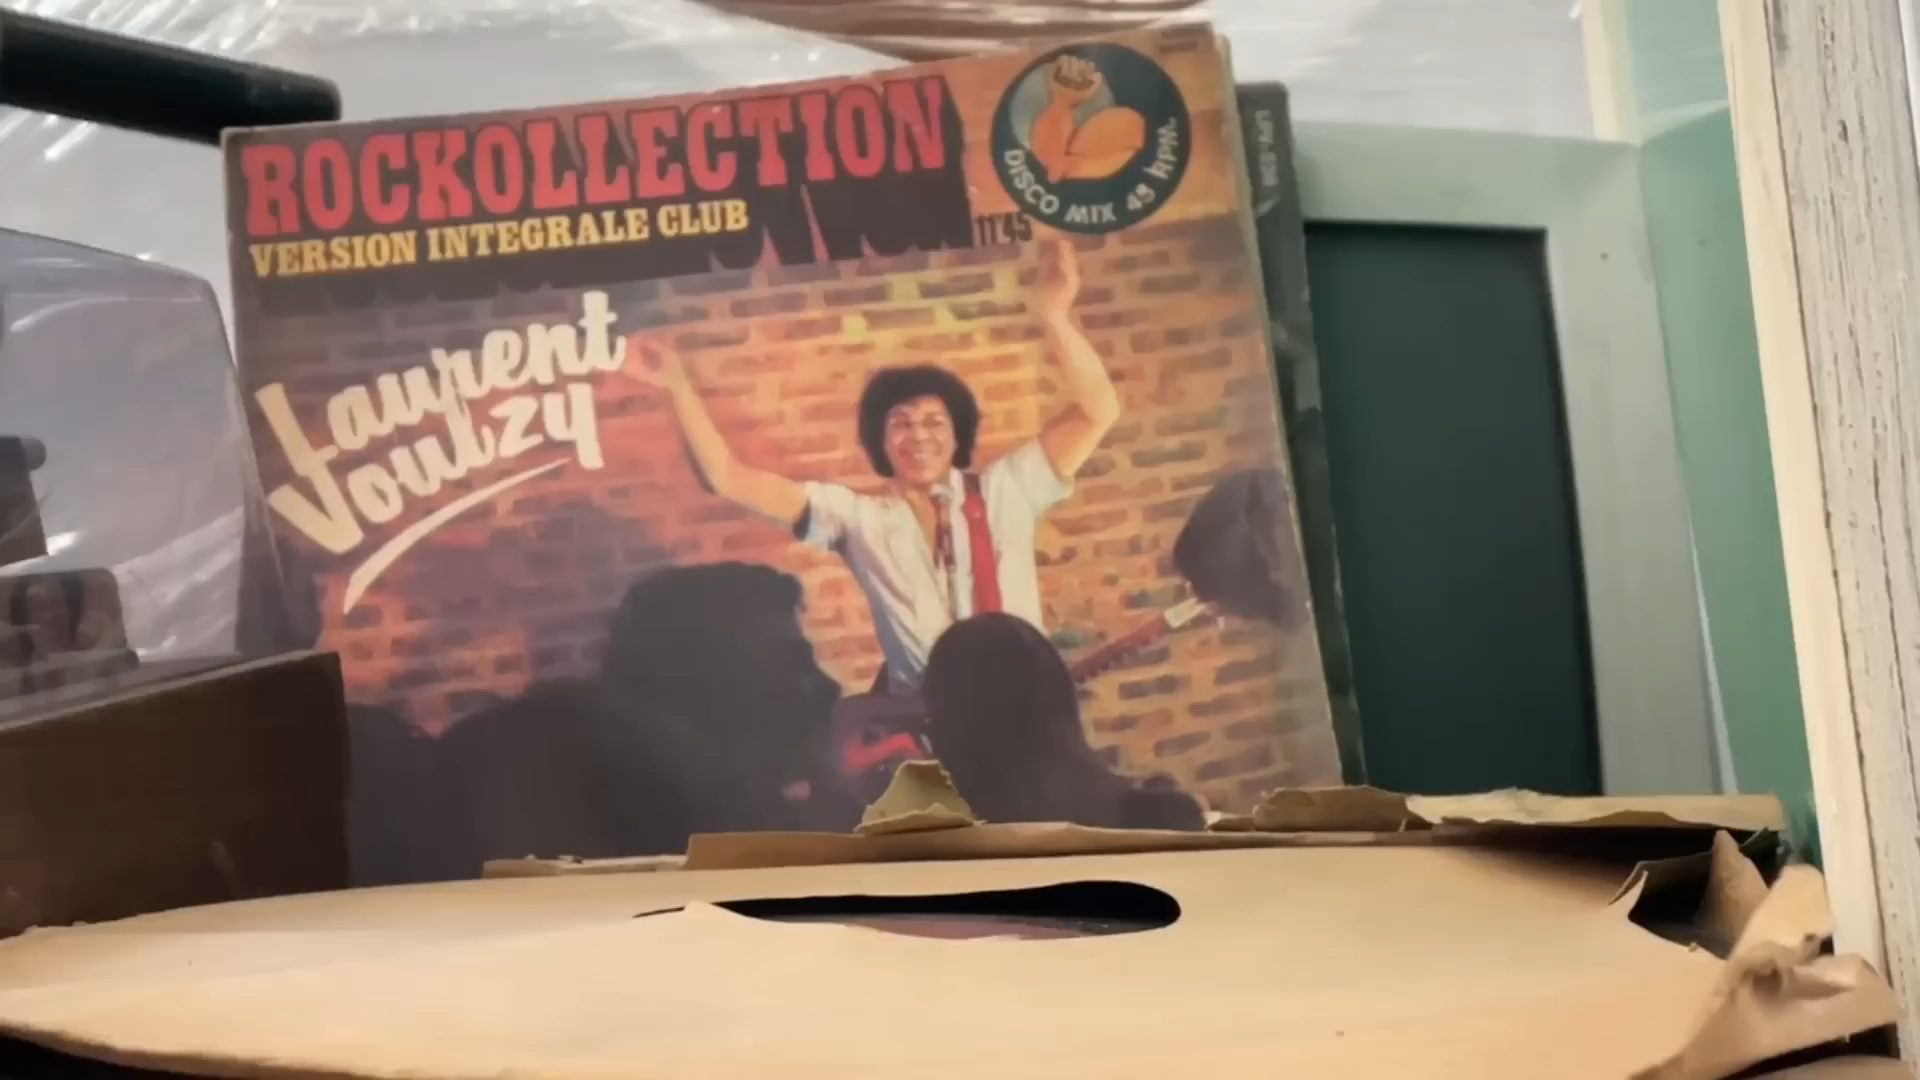 ROCKOLLECTION
VERSION INTEGRALE CLUB
11'45
DISCO MIX 45 RPM
Laurent
Voulzy